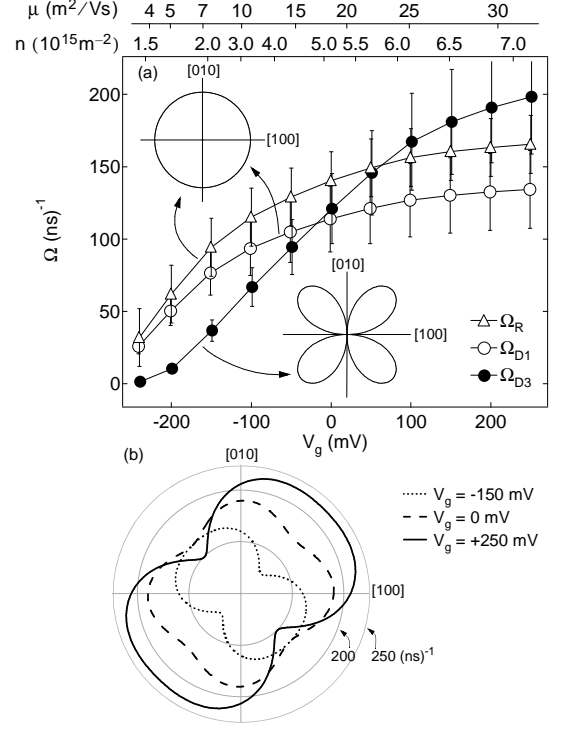 μ (m²/Vs) 4 5 7 10 15 20 25 30
n (10¹⁵m⁻²) 1.5 2.0 3.0 4.0 5.0 5.5 6.0 6.5 7.0
(a)
[010]
[100]
200
150
100
50
0
Ω (ns)⁻¹
[010]
[100]
Ω_R
Ω_D1
Ω_D3
-200 -100 0 100 200
V_g (mV)
(b)
[010]
V_g = -150 mV
V_g = 0 mV
V_g = +250 mV
[100]
200 250 (ns)⁻¹